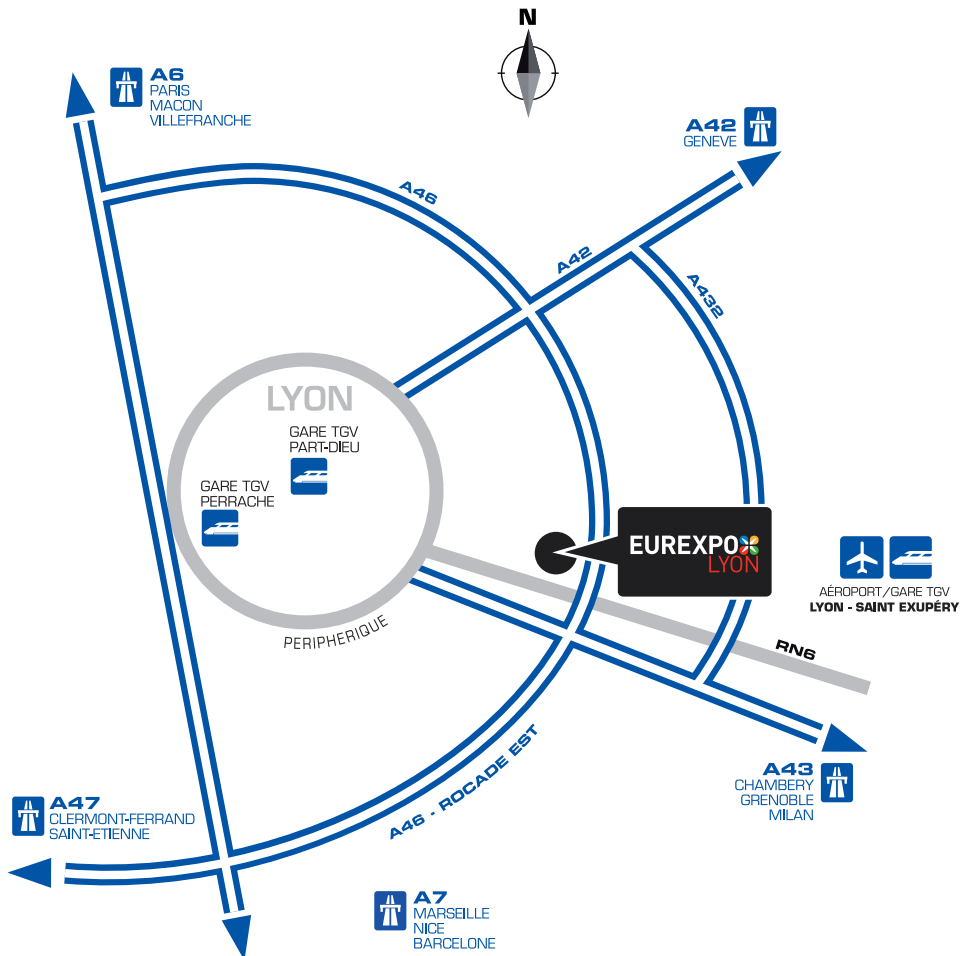 N
A6
PARIS
MACON
VILLEFRANCHE
A42
GENEVE
A46
A42
A432
LYON
GARE TGV
PART-DIEU
GARE TGV
PERRACHE
EUREXPO
LYON
AÉROPORT/GARE TGV
LYON - SAINT EXUPÉRY
PERIPHERIQUE
RN6
A46 - ROCADE EST
A43
CHAMBERY
GRENOBLE
MILAN
A47
CLERMONT-FERRAND
SAINT-ETIENNE
A7
MARSEILLE
NICE
BARCELONE